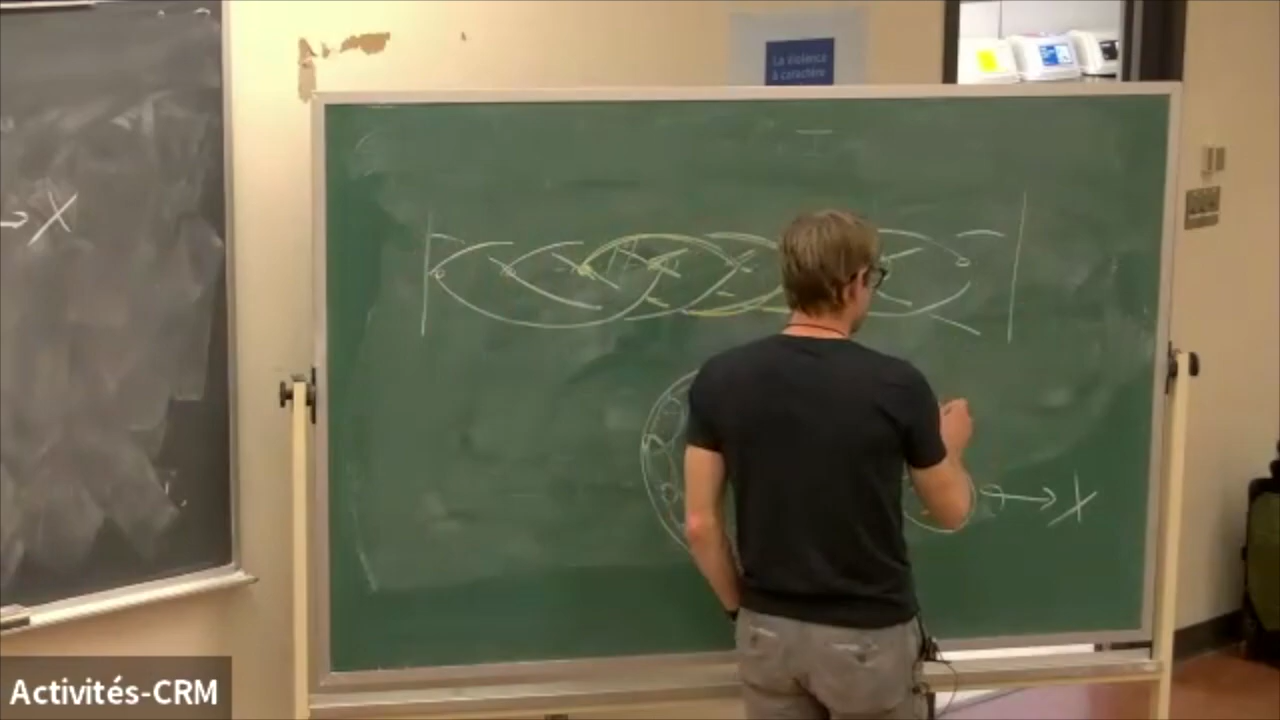 La violence
à caractère
→ X
→ X
Activités-CRM